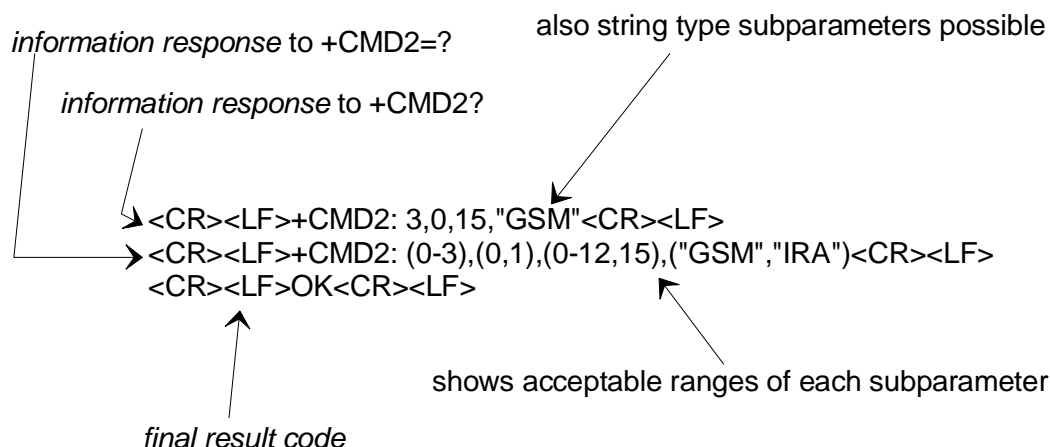 also string type subparameters possible
information response to +CMD2=?
information response to +CMD2?
<CR><LF>+CMD2: 3,0,15,"GSM"<CR><LF>
<CR><LF>+CMD2: (0-3),(0,1),(0-12,15),("GSM","IRA")<CR><LF>
<CR><LF>OK<CR><LF>
shows acceptable ranges of each subparameter
final result code